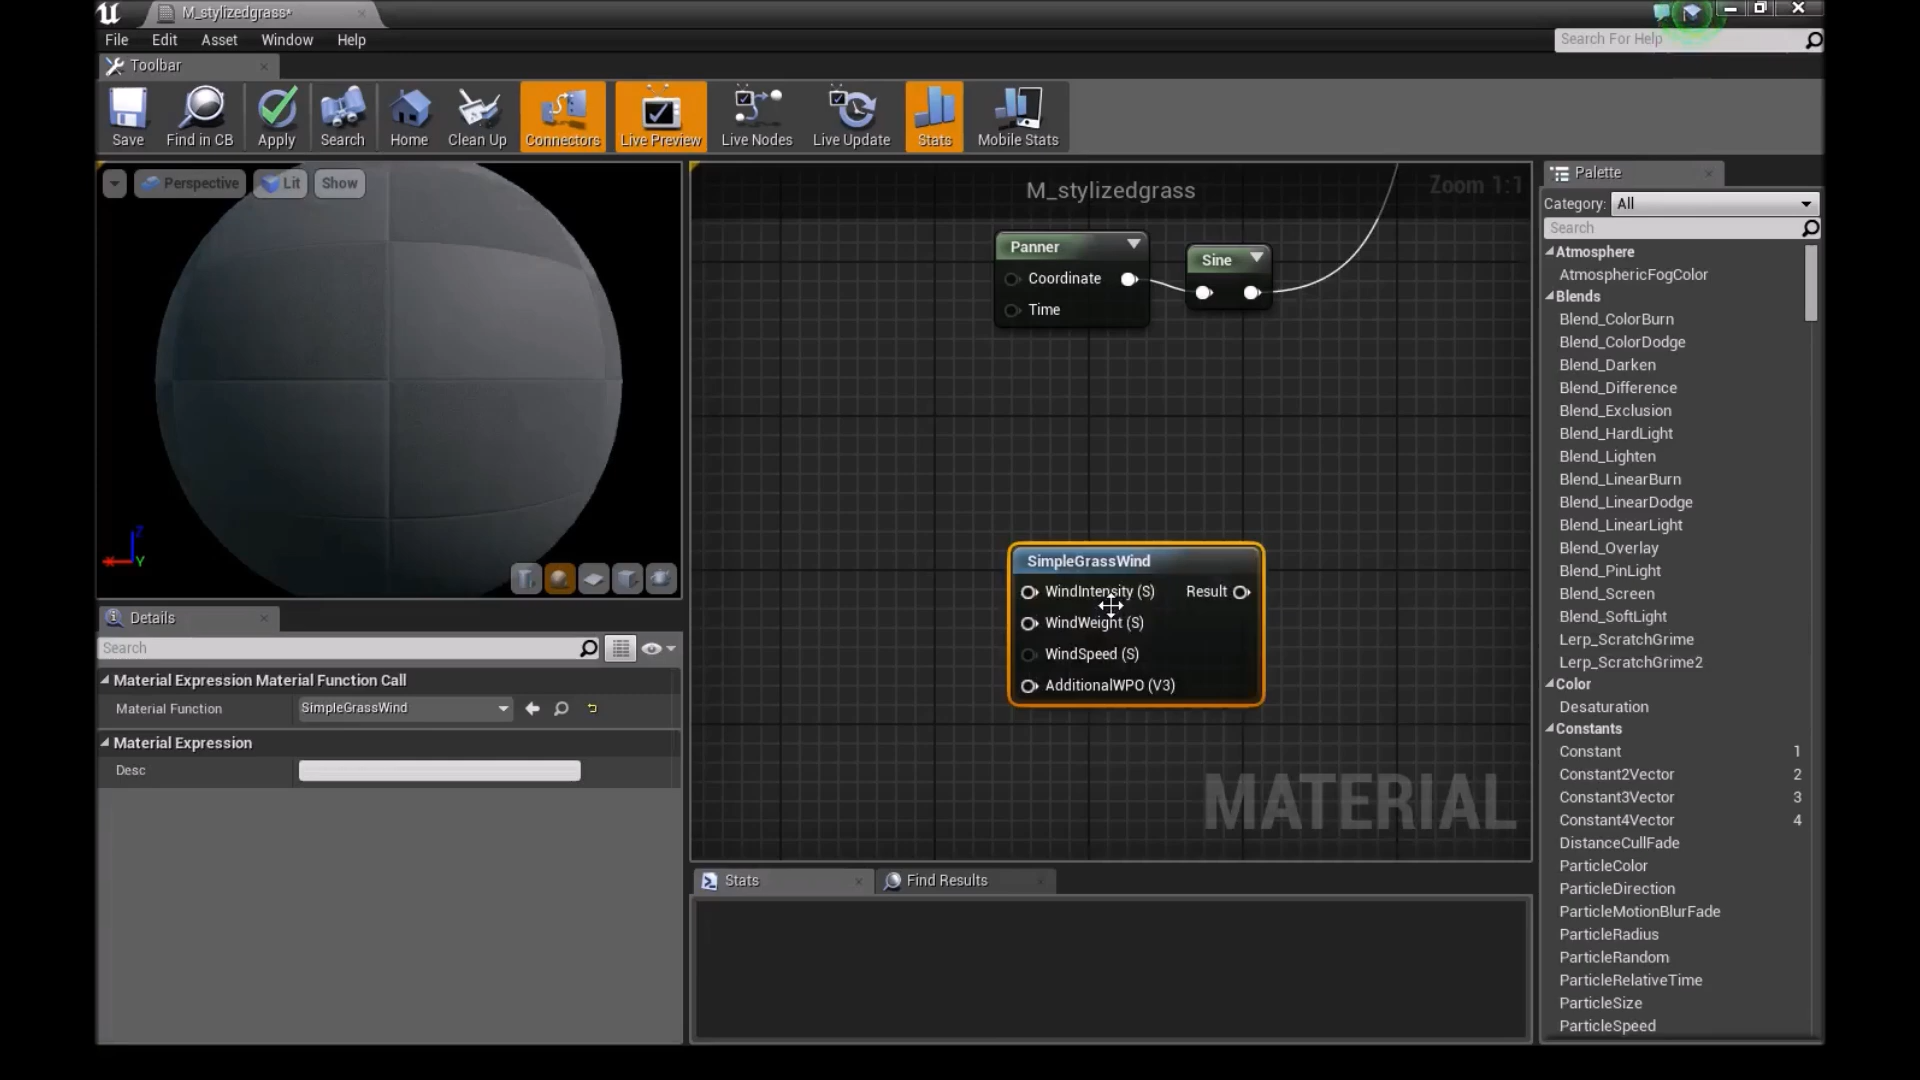 M_stylizedgrass*
File Edit Asset Window Help
Search For Help
Toolbar
Save Find in CB Apply Search Home Clean Up Connectors Live Preview Live Nodes Live Update Stats Mobile Stats
Perspective Lit Show
Z
X Y
M_stylizedgrass
Zoom 1:1
Panner
Coordinate
Time
Sine
SimpleGrassWind
WindIntensity (S) Result
WindWeight (S)
WindSpeed (S)
AdditionalWPO (V3)
MATERIAL
Details
Search
Material Expression Material Function Call
Material Function SimpleGrassWind
Material Expression
Desc
Stats Find Results
Palette
Category: All
Search
Atmosphere
AtmosphericFogColor
Blends
Blend_ColorBurn
Blend_ColorDodge
Blend_Darken
Blend_Difference
Blend_Exclusion
Blend_HardLight
Blend_Lighten
Blend_LinearBurn
Blend_LinearDodge
Blend_LinearLight
Blend_Overlay
Blend_PinLight
Blend_Screen
Blend_SoftLight
Lerp_ScratchGrime
Lerp_ScratchGrime2
Color
Desaturation
Constants
Constant 1
Constant2Vector 2
Constant3Vector 3
Constant4Vector 4
DistanceCullFade
ParticleColor
ParticleDirection
ParticleMotionBlurFade
ParticleRadius
ParticleRandom
ParticleRelativeTime
ParticleSize
ParticleSpeed